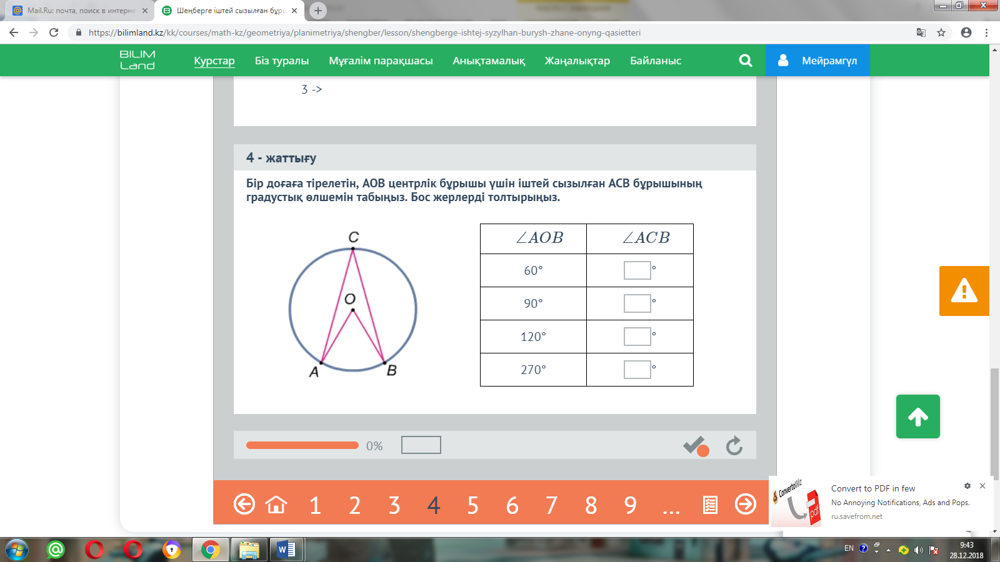 Mail.Ru: почта, поиск в интерне
Шеңберге іштей сызылған бұры
https://bilimland.kz/kk/courses/math-kz/geometriya/planimetriya/shengber/lesson/shengberge-ishtej-syzylhan-burysh-zhane-onyng-qasietteri
BILIM
Land
Курстар
Біз туралы
Мұғалім парақшасы
Анықтамалық
Жаңалықтар
Байланыс
Мейрамгүл
3 ->
4 - жаттығу
Бір доғаға тірелетін, AOB центрлік бұрышы үшін іштей сызылған ACB бұрышының
градустық өлшемін табыңыз. Бос жерлерді толтырыңыз.
C
O
A
B
∠AOB ∠ACB
60° °
90° °
120° °
270° °
0%
1 2 3 4 5 6 7 8 9 ...
ConvertoWiz
pdf
Convert to PDF in few
No Annoying Notifications, Ads and Pops.
ru.savefrom.net
EN
9:43
28.12.2018